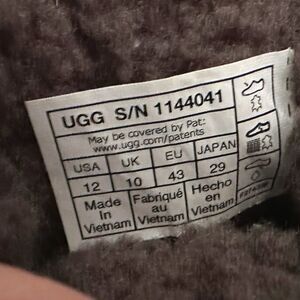 UGG S/N 1144041
May be covered by Pat:
www.ugg.com/patents
USA UK EU JAPAN
12 10 43 29
Made in Vietnam Fabriqué au Vietnam Hecho en Vietnam